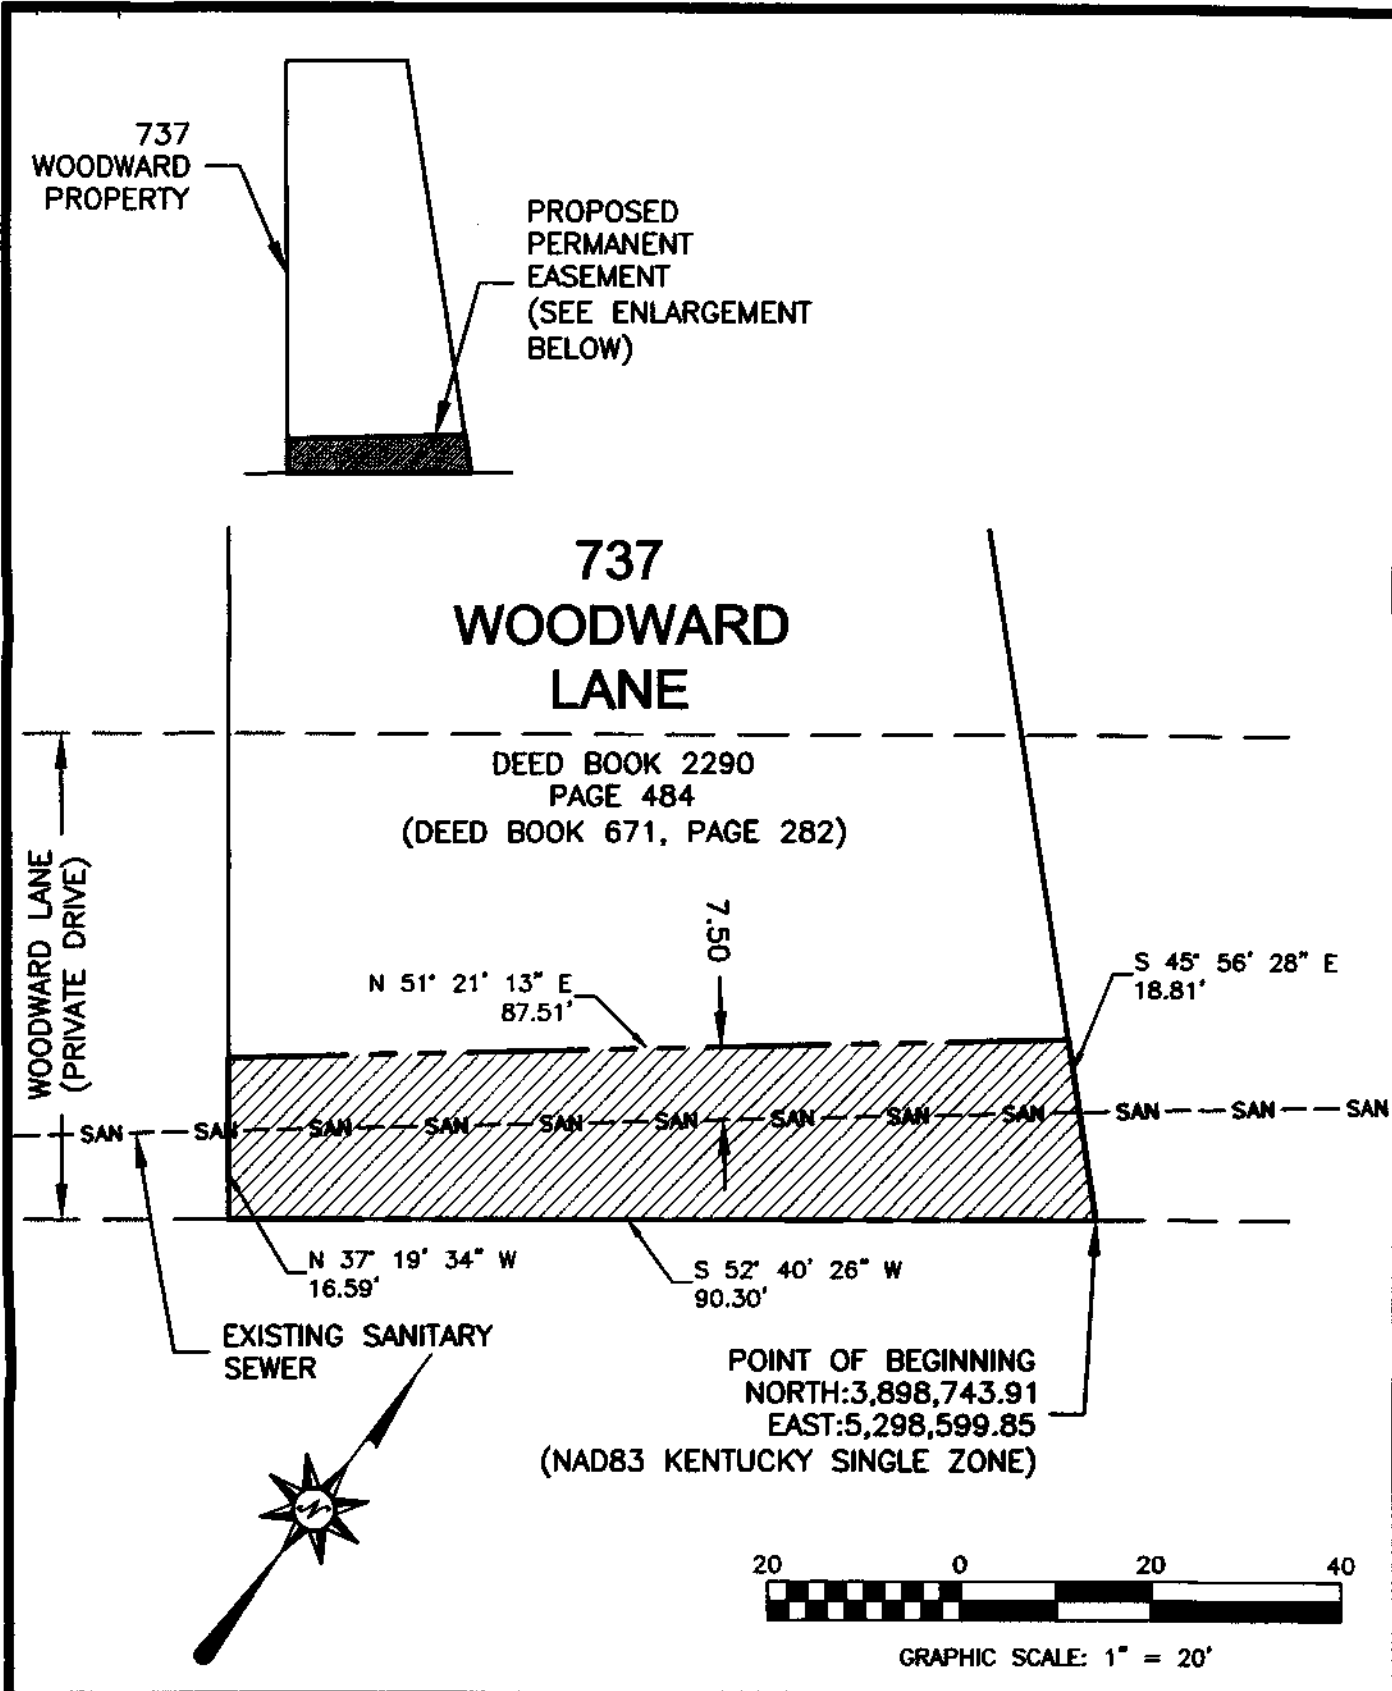 737
WOODWARD
PROPERTY
PROPOSED
PERMANENT
EASEMENT
(SEE ENLARGEMENT
BELOW)
737
WOODWARD
LANE
DEED BOOK 2290
PAGE 484
(DEED BOOK 671, PAGE 282)
WOODWARD LANE
(PRIVATE DRIVE)
7.50
N 51° 21' 13" E
87.51'
S 45° 56' 28" E
18.81'
SAN SAN SAN SAN SAN SAN SAN SAN SAN SAN SAN SAN
N 37° 19' 34" W
16.59'
S 52° 40' 26" W
90.30'
EXISTING SANITARY
SEWER
POINT OF BEGINNING
NORTH:3,898,743.91
EAST:5,298,599.85
(NAD83 KENTUCKY SINGLE ZONE)
N
20 0 20 40
GRAPHIC SCALE: 1" = 20'